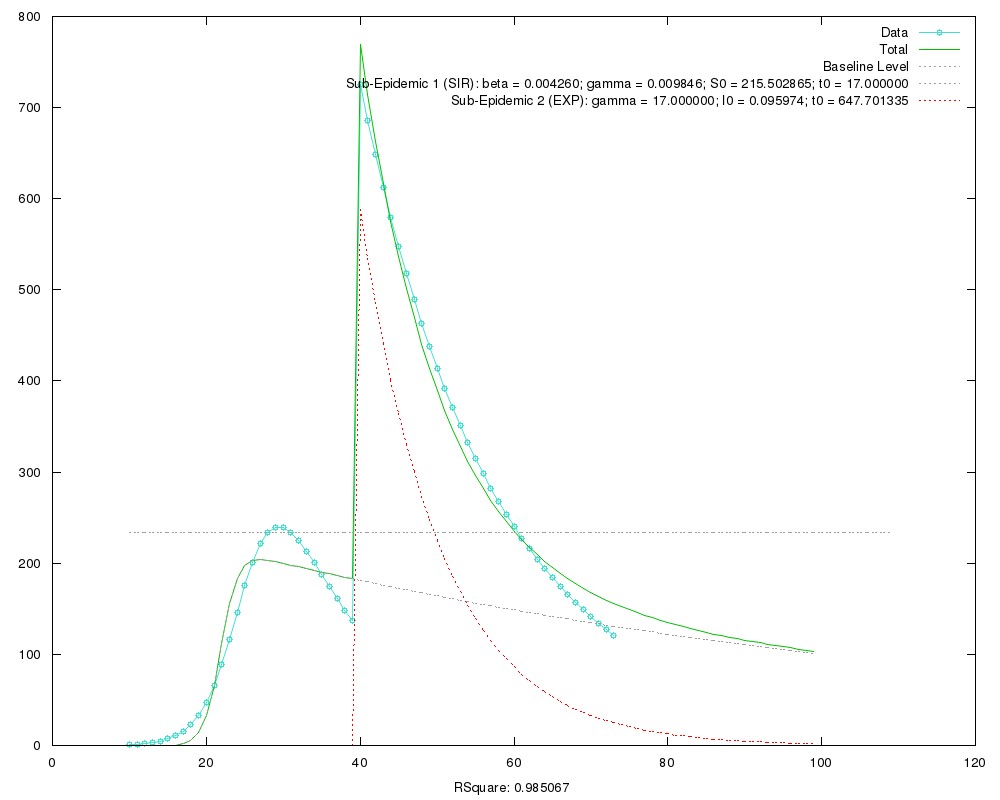 Data
Total
Baseline Level
Sub-Epidemic 1 (SIR): beta = 0.004260; gamma = 0.009846; S0 = 215.502865; t0 = 17.000000
Sub-Epidemic 2 (EXP): gamma = 17.000000; I0 = 0.095974; t0 = 647.701335
800
700
600
500
400
300
200
100
0
0 20 40 60 80 100 120
RSquare: 0.985067